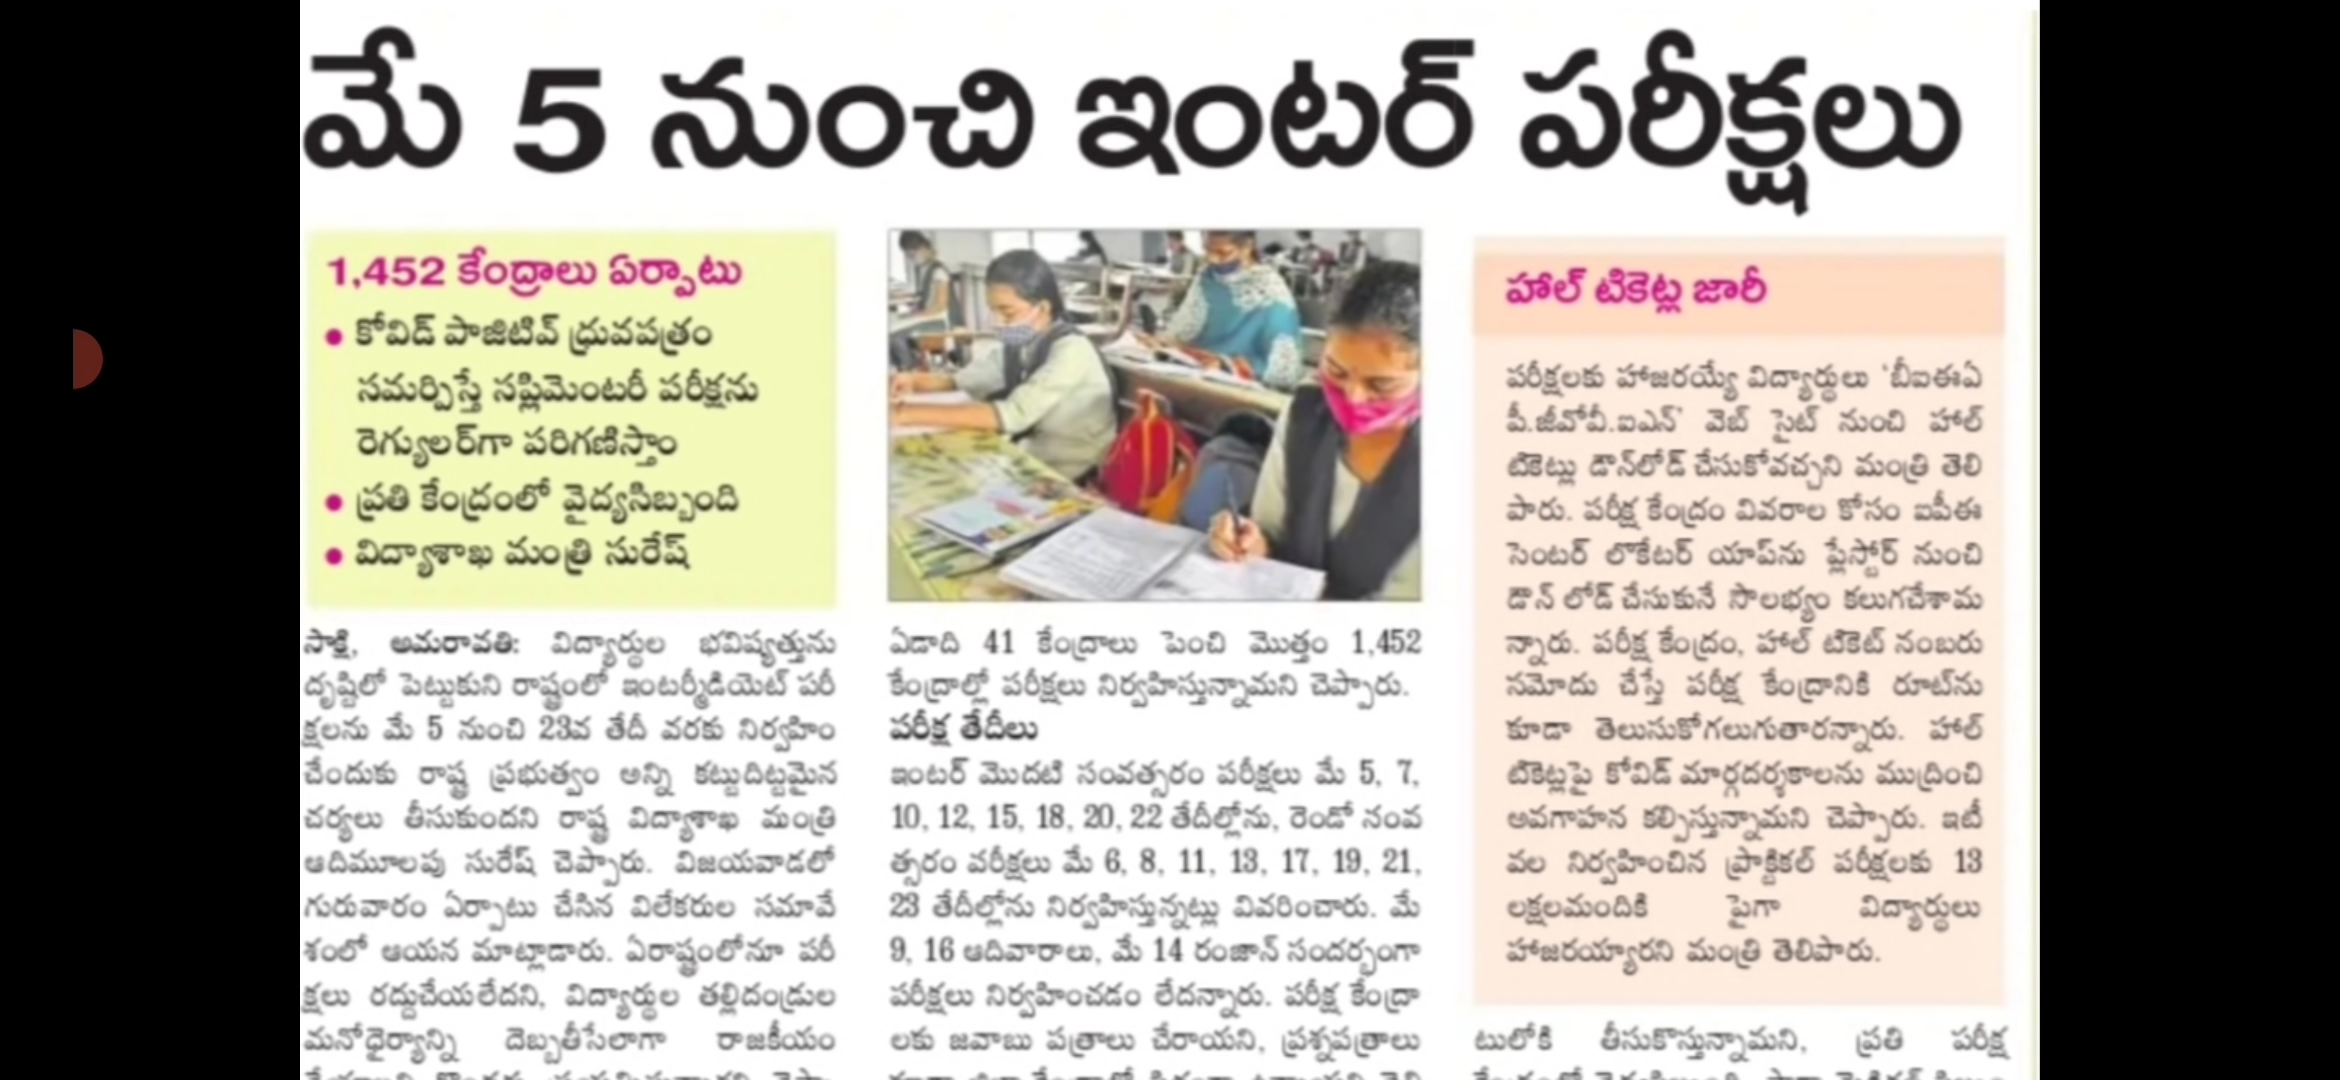 మే 5 నుంచి ఇంటర్ పరీక్షలు
1,452 కేంద్రాలు ఏర్పాటు
● కోవిడ్ పాజిటివ్ ధ్రువపత్రం
సమర్పిస్తే సప్లిమెంటరీ పరీక్షను
రెగ్యులర్‌గా పరిగణిస్తాం
● ప్రతి కేంద్రంలో వైద్యసిబ్బంది
● విద్యాశాఖ మంత్రి సురేష్
సాక్షి, అమరావతి: విద్యార్థుల భవిష్యత్తును
దృష్టిలో పెట్టుకుని రాష్ట్రంలో ఇంటర్మీడియెట్ పరీ
క్షలను మే 5 నుంచి 23వ తేదీ వరకు నిర్వహిం
చేందుకు రాష్ట్ర ప్రభుత్వం అన్ని కట్టుదిట్టమైన
చర్యలు తీసుకుందని రాష్ట్ర విద్యాశాఖ మంత్రి
ఆదిమూలపు సురేష్ చెప్పారు. విజయవాడలో
గురువారం ఏర్పాటు చేసిన విలేకరుల సమావే
శంలో ఆయన మాట్లాడారు. ఏరాష్ట్రంలోనూ పరీ
క్షలు రద్దుచేయలేదని, విద్యార్థుల తల్లిదండ్రుల
మనోధైర్యాన్ని దెబ్బతీసేలాగా రాజకీయం
ఏడాది 41 కేంద్రాలు పెంచి మొత్తం 1,452
కేంద్రాల్లో పరీక్షలు నిర్వహిస్తున్నామని చెప్పారు.
పరీక్ష తేదీలు
ఇంటర్ మొదటి సంవత్సరం పరీక్షలు మే 5, 7,
10, 12, 15, 18, 20, 22 తేదీల్లోను, రెండో సంవ
త్సరం పరీక్షలు మే 6, 8, 11, 13, 17, 19, 21,
23 తేదీల్లోను నిర్వహిస్తున్నట్లు వివరించారు. మే
9, 16 ఆదివారాలు, మే 14 రంజాన్ సందర్భంగా
పరీక్షలు నిర్వహించడం లేదన్నారు. పరీక్ష కేంద్రా
లకు జవాబు పత్రాలు చేరాయని, ప్రశ్నపత్రాలు
హాల్ టికెట్ల జారీ
పరీక్షలకు హాజరయ్యే విద్యార్థులు 'బీఐఈఏ
పీ.జీవోవీ.ఐఎన్' వెబ్ సైట్ నుంచి హాల్
టికెట్లు డౌన్‌లోడ్ చేసుకోవచ్చని మంత్రి తెలి
పారు. పరీక్ష కేంద్రం వివరాల కోసం ఐపీఈ
సెంటర్ లొకేటర్ యాప్‌ను ప్లేస్టోర్ నుంచి
డౌన్ లోడ్ చేసుకునే సౌలభ్యం కలుగచేశామ
న్నారు. పరీక్ష కేంద్రం, హాల్ టికెట్ నంబరు
నమోదు చేస్తే పరీక్ష కేంద్రానికి రూట్‌ను
కూడా తెలుసుకోగలుగుతారన్నారు. హాల్
టికెట్లపై కోవిడ్ మార్గదర్శకాలను ముద్రించి
అవగాహన కల్పిస్తున్నామని చెప్పారు. ఇటీ
వల నిర్వహించిన ప్రాక్టికల్ పరీక్షలకు 13
లక్షలమందికి పైగా విద్యార్థులు
హాజరయ్యారని మంత్రి తెలిపారు.
టులోకి తీసుకొస్తున్నామని, ప్రతి పరీక్ష